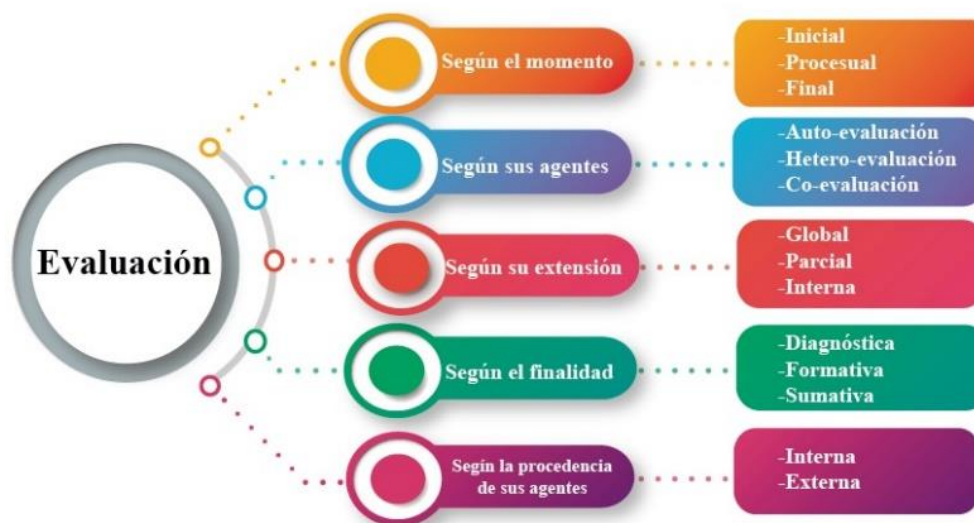 Evaluación
Según el momento
-Inicial
-Procesual
-Final
Según sus agentes
-Auto-evaluación
-Hetero-evaluación
-Co-evaluación
Según su extensión
-Global
-Parcial
-Interna
Según el finalidad
-Diagnóstica
-Formativa
-Sumativa
Segín la procedencia
de sus agentes
-Interna
-Externa